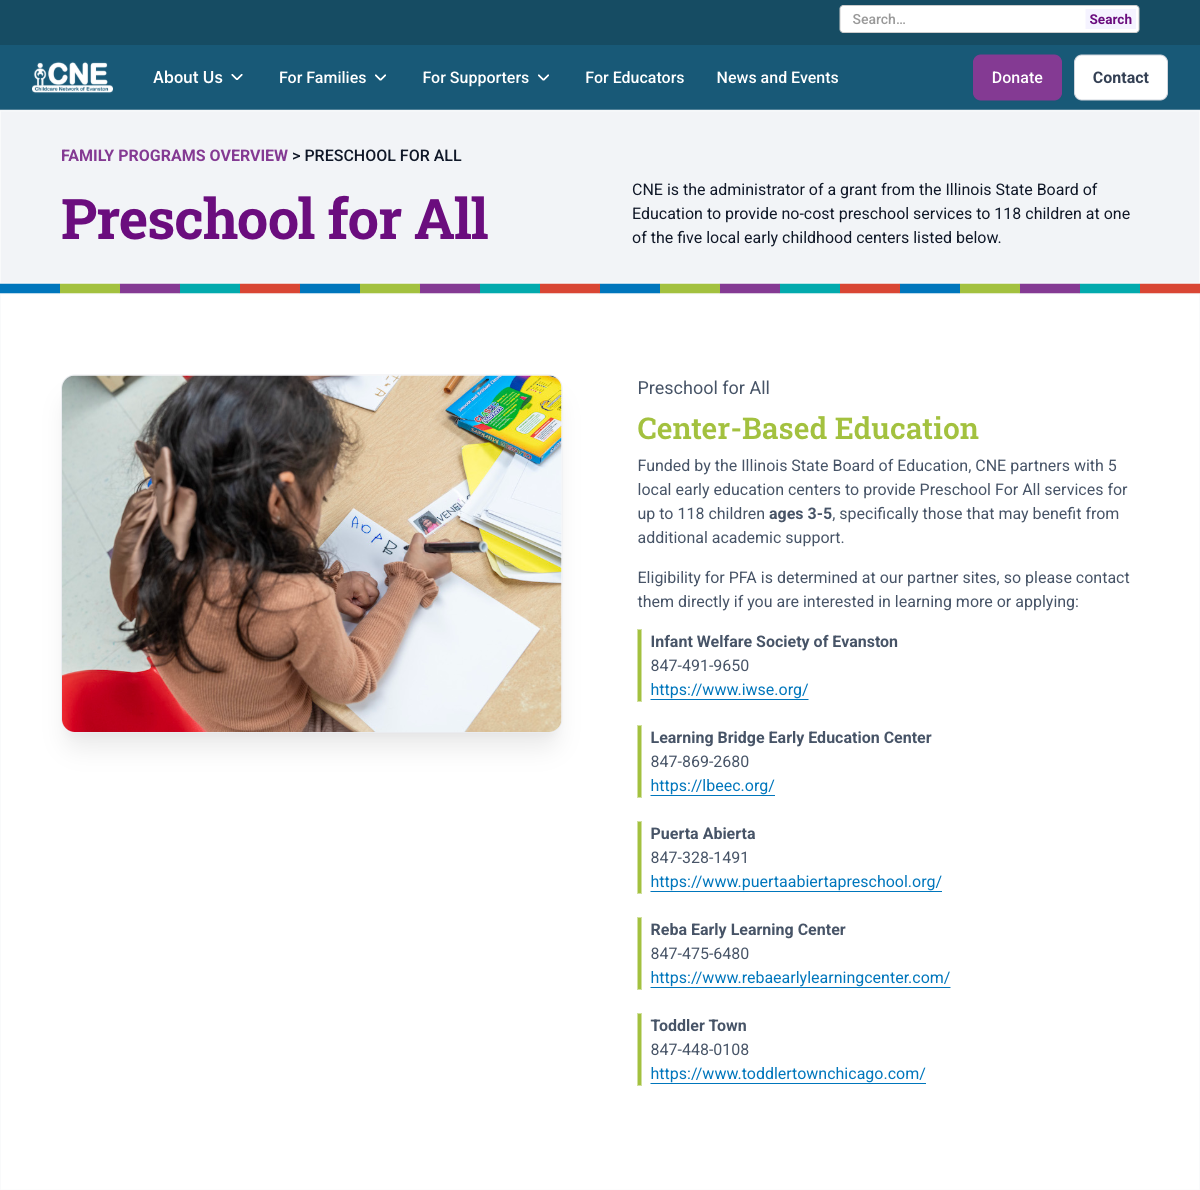 Search...
Search
CNE
Childcare Network of Evanston
About Us
For Families
For Supporters
For Educators
News and Events
Donate
Contact
FAMILY PROGRAMS OVERVIEW > PRESCHOOL FOR ALL
Preschool for All
CNE is the administrator of a grant from the Illinois State Board of
Education to provide no-cost preschool services to 118 children at one
of the five local early childhood centers listed below.
AOPB
Preschool for All
Center-Based Education
Funded by the Illinois State Board of Education, CNE partners with 5
local early education centers to provide Preschool For All services for
up to 118 children ages 3-5, specifically those that may benefit from
additional academic support.
Eligibility for PFA is determined at our partner sites, so please contact
them directly if you are interested in learning more or applying:
Infant Welfare Society of Evanston
847-491-9650
https://www.iwse.org/
Learning Bridge Early Education Center
847-869-2680
https://lbeec.org/
Puerta Abierta
847-328-1491
https://www.puertaabiertapreschool.org/
Reba Early Learning Center
847-475-6480
https://www.rebaearlylearningcenter.com/
Toddler Town
847-448-0108
https://www.toddlertownchicago.com/